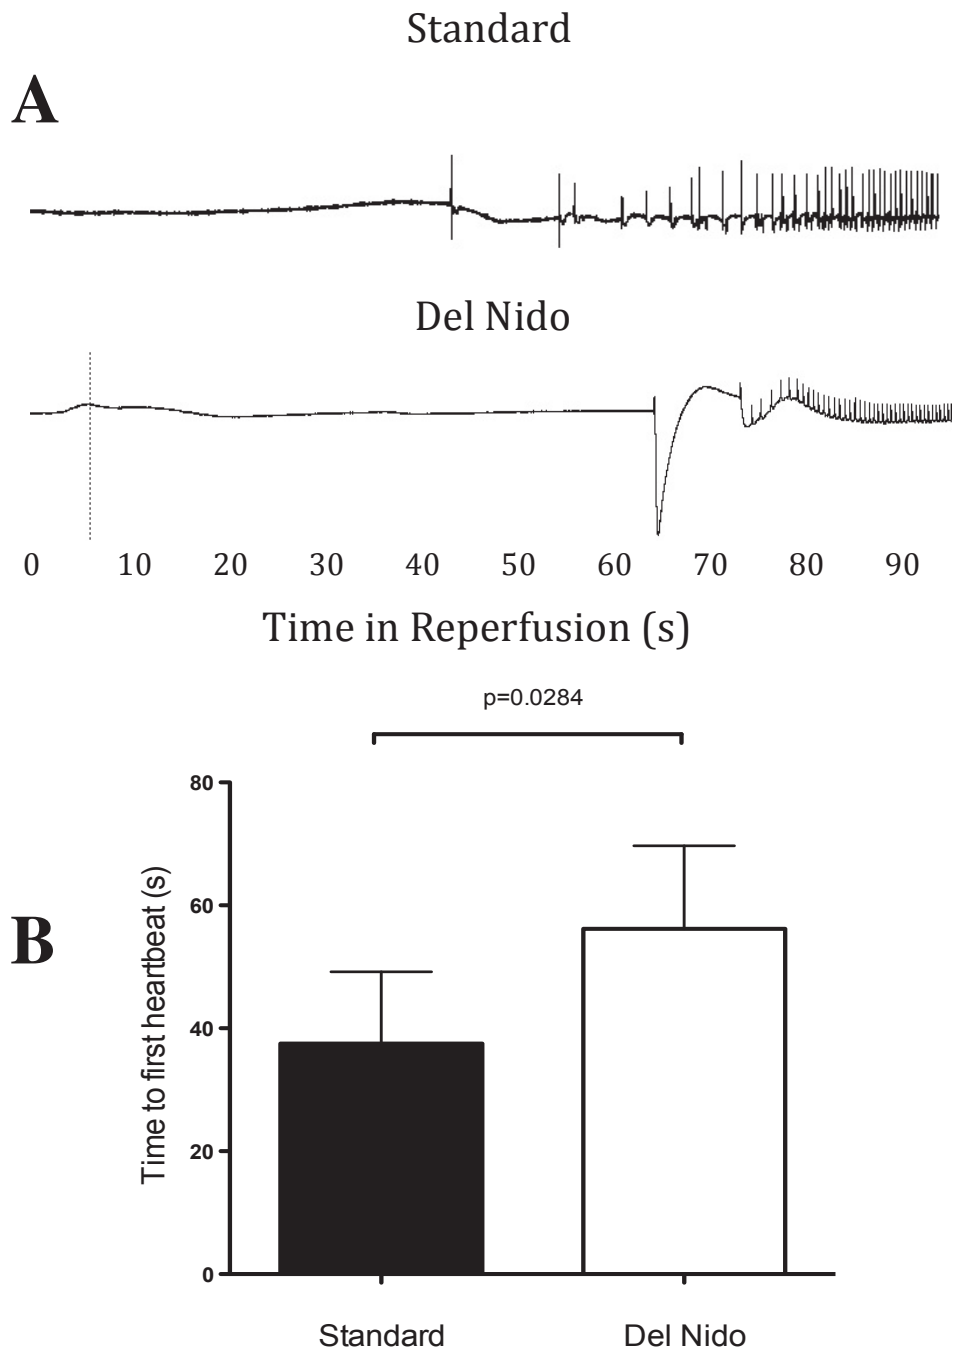 Standard
A
Del Nido
0 10 20 30 40 50 60 70 80 90
Time in Reperfusion (s)
p=0.0284
80
60
40
20
0
Time to first heartbeat (s)
B
Standard Del Nido